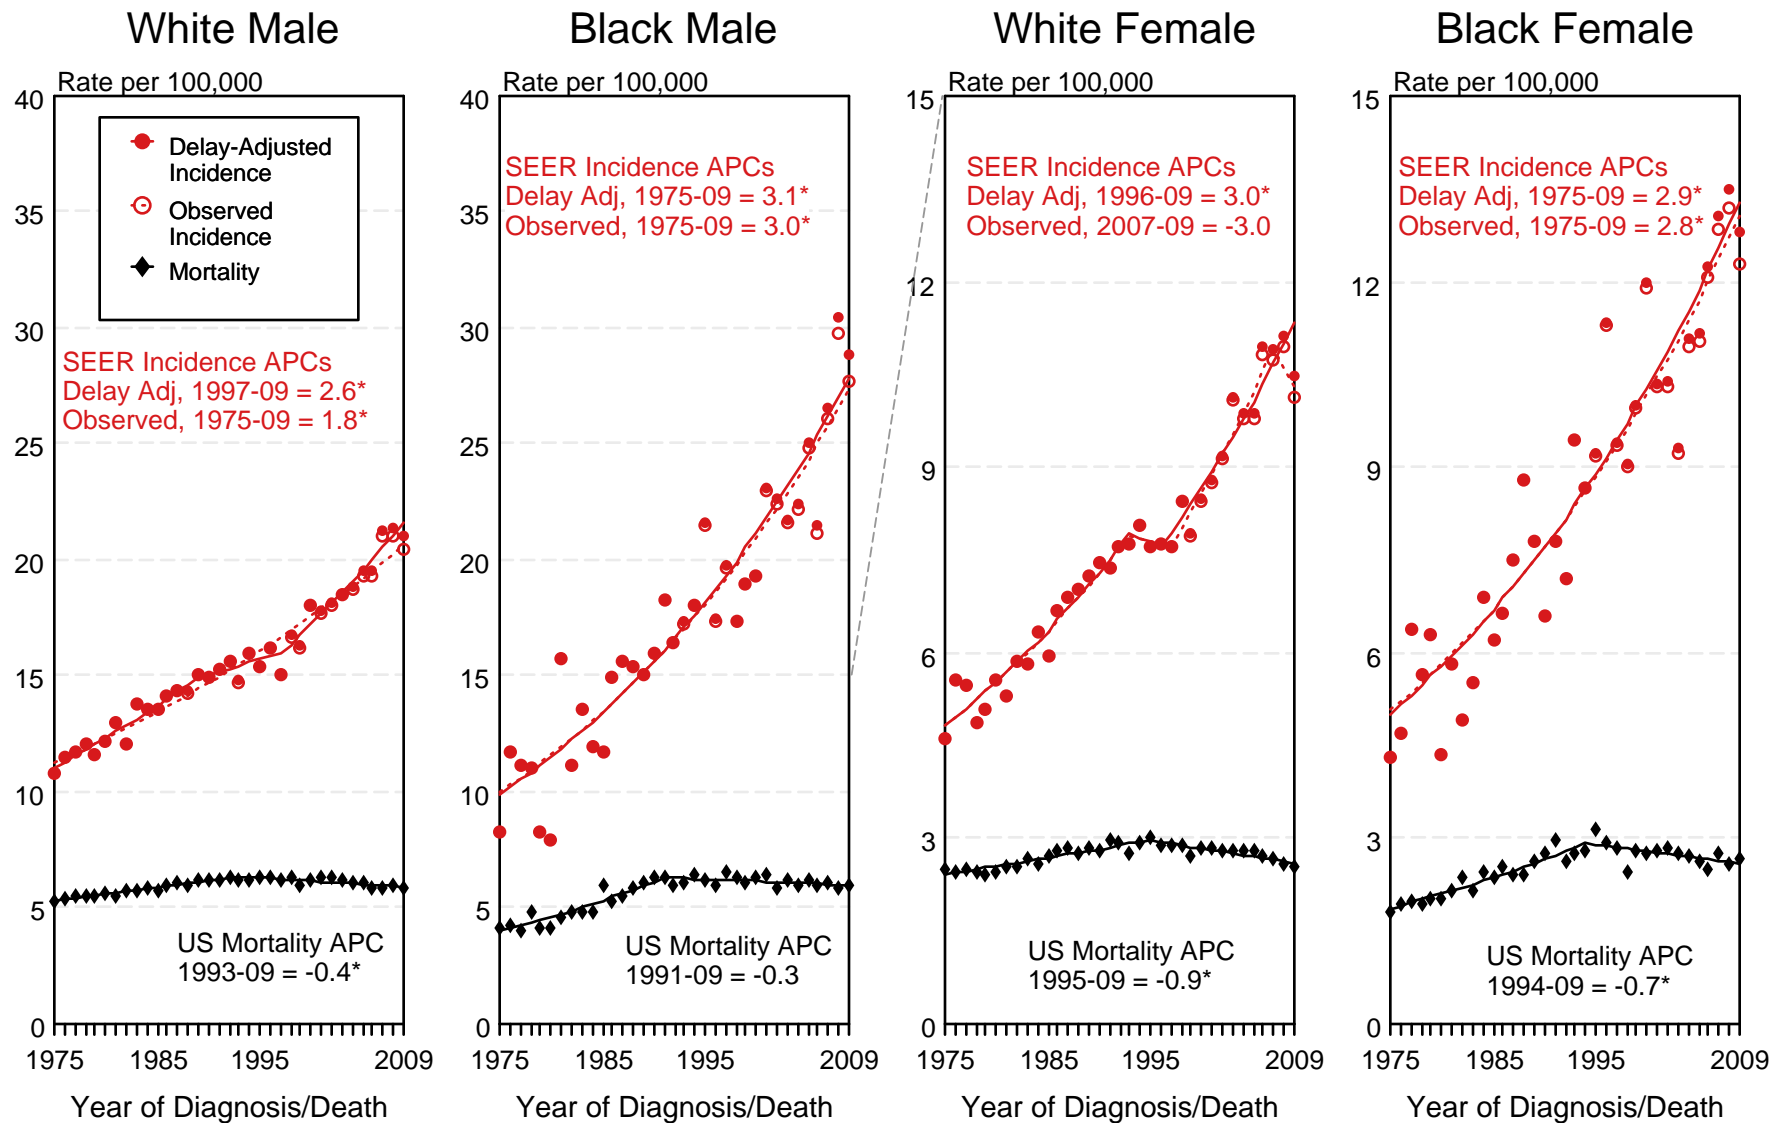 White Male
Rate per 100,000
40
35
30
25
20
15
10
5
0
Delay-Adjusted
Incidence
Observed
Incidence
Mortality
SEER Incidence APCs
Delay Adj, 1997-09 = 2.6*
Observed, 1975-09 = 1.8*
US Mortality APC
1993-09 = -0.4*
1975 1985 1995 2009
Year of Diagnosis/Death
Black Male
Rate per 100,000
40
35
30
25
20
15
10
5
0
SEER Incidence APCs
Delay Adj, 1975-09 = 3.1*
Observed, 1975-09 = 3.0*
US Mortality APC
1991-09 = -0.3
1975 1985 1995 2009
Year of Diagnosis/Death
White Female
Rate per 100,000
15
12
9
6
3
0
SEER Incidence APCs
Delay Adj, 1996-09 = 3.0*
Observed, 2007-09 = -3.0
US Mortality APC
1995-09 = -0.9*
1975 1985 1995 2009
Year of Diagnosis/Death
Black Female
Rate per 100,000
15
12
9
6
3
0
SEER Incidence APCs
Delay Adj, 1975-09 = 2.9*
Observed, 1975-09 = 2.8*
US Mortality APC
1994-09 = -0.7*
1975 1985 1995 2009
Year of Diagnosis/Death